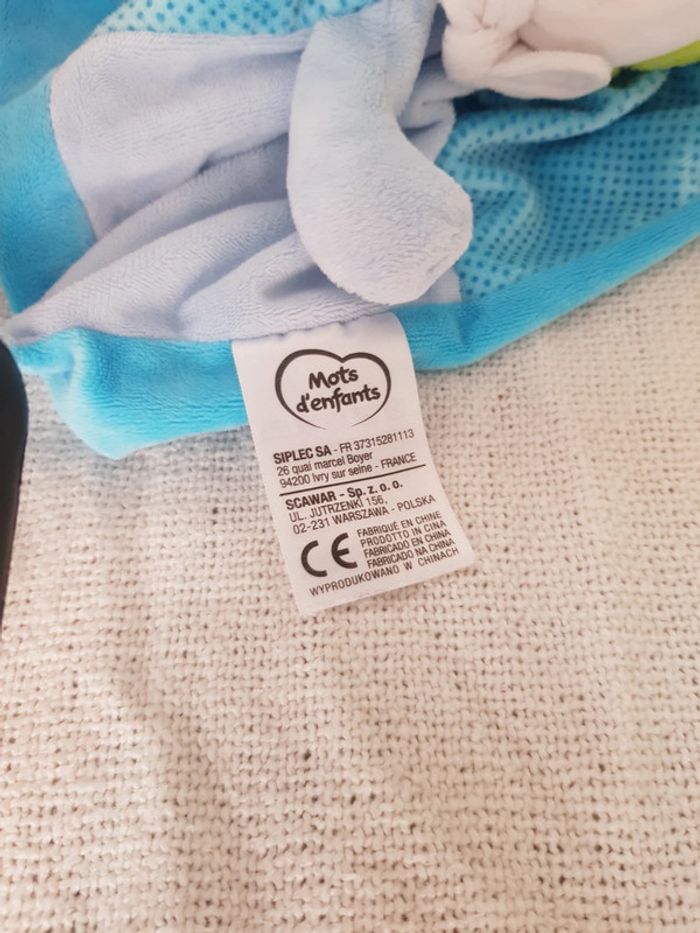 Mots
d'enfants
SIPLEC SA - FR 37315281113
26 quai marcel Boyer
94200 Ivry sur seine - FRANCE
SCAWAR - Sp. z. o. o.
UL. JUTRZENKI 156,
02-231 WARSZAWA - POLSKA
CE
FABRIQUÉ EN CHINE
PRODOTTO IN CINA
FABRICADO EN CHINA
FABRICADO NA CHINA
WYPRODUKOWANO W CHINACH